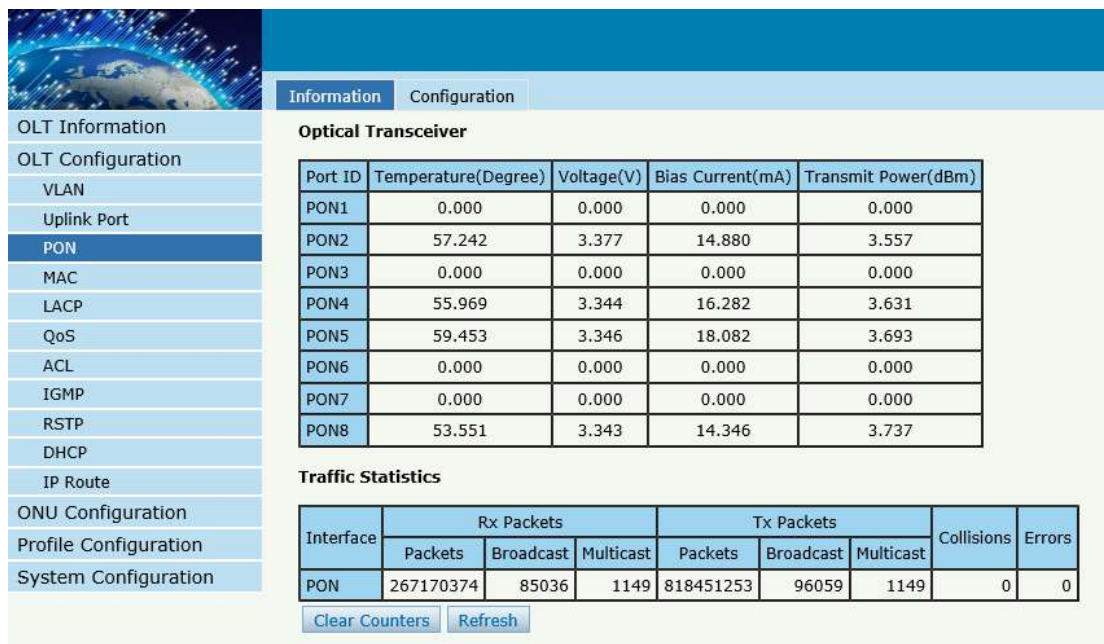 Information Configuration
OLT Information
OLT Configuration
VLAN
Uplink Port
PON
MAC
LACP
QoS
ACL
IGMP
RSTP
DHCP
IP Route
ONU Configuration
Profile Configuration
System Configuration
Optical Transceiver
Port ID Temperature(Degree) Voltage(V) Bias Current(mA) Transmit Power(dBm)
PON1 0.000 0.000 0.000 0.000
PON2 57.242 3.377 14.880 3.557
PON3 0.000 0.000 0.000 0.000
PON4 55.969 3.344 16.282 3.631
PON5 59.453 3.346 18.082 3.693
PON6 0.000 0.000 0.000 0.000
PON7 0.000 0.000 0.000 0.000
PON8 53.551 3.343 14.346 3.737
Traffic Statistics
Interface Rx Packets Tx Packets Collisions Errors
Packets Broadcast Multicast Packets Broadcast Multicast
PON 267170374 85036 1149 818451253 96059 1149 0 0
Clear Counters Refresh